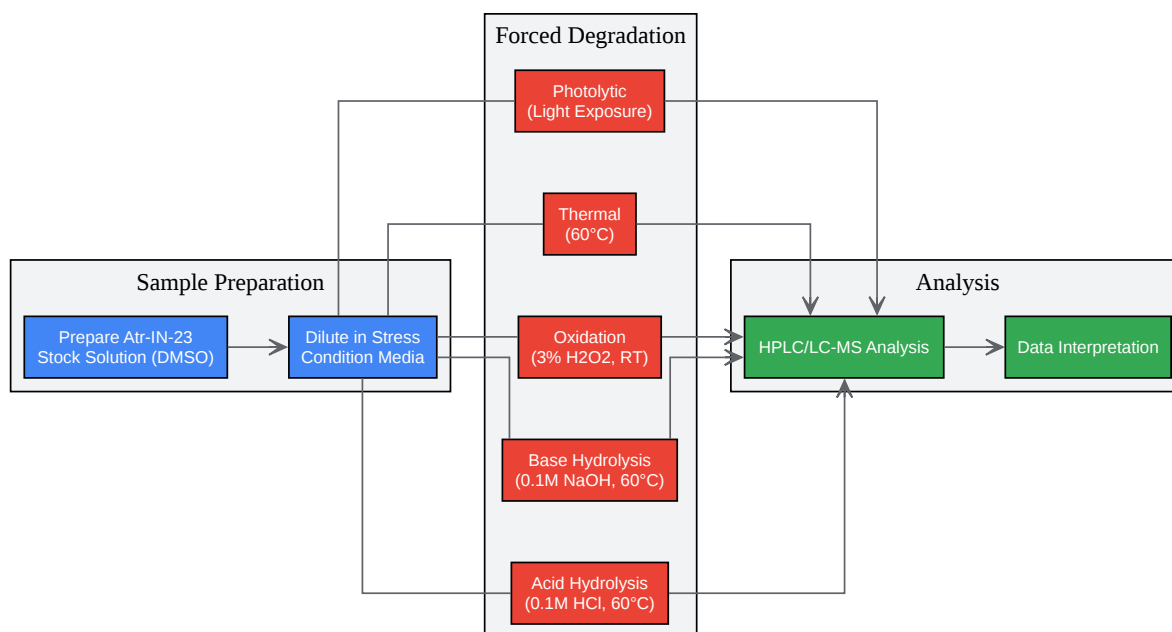 Forced Degradation
Photolytic
(Light Exposure)
Thermal
(60°C)
Sample Preparation
Analysis
Prepare Atr-IN-23
Stock Solution (DMSO)
Dilute in Stress
Condition Media
Oxidation
(3% H2O2, RT)
HPLC/LC-MS Analysis
Data Interpretation
Base Hydrolysis
(0.1M NaOH, 60°C)
Acid Hydrolysis
(0.1M HCl, 60°C)